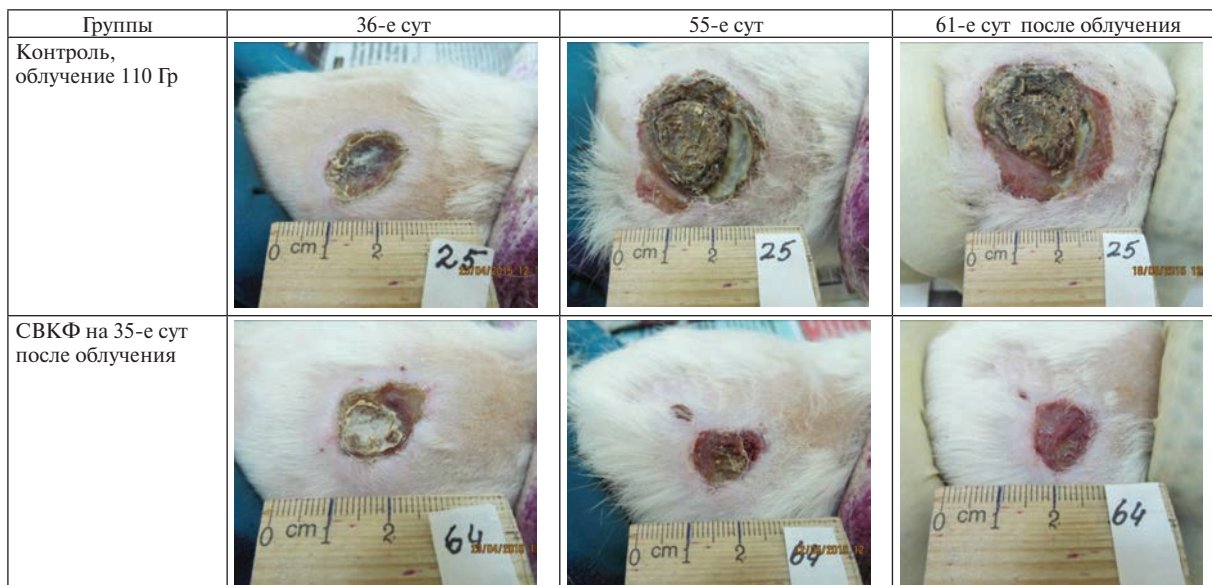 Группы
36-е сут
55-е сут
61-е сут после облучения
Контроль,
облучение 110 Гр
0 cm 1 2
25
0 cm 1 2
25
0 cm 1 2
25
СВКФ на 35-е сут
после облучения
0 cm 1 2
64
0 cm 1 2
64
0 cm 1 2
64